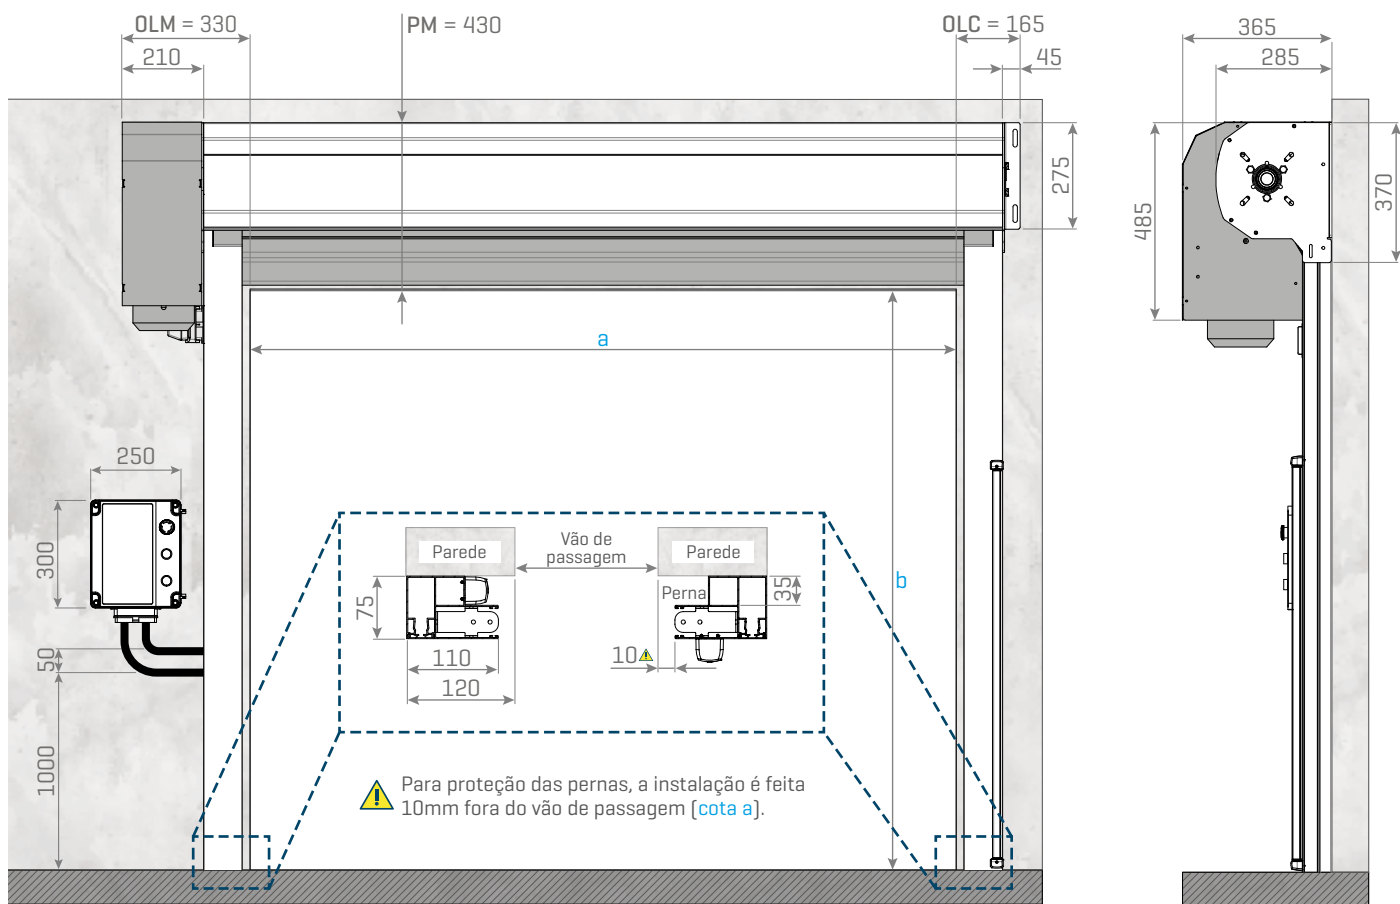 OLM = 330
PM = 430
OLC = 165
365
210
45
285
275
485
370
a
250
300
Parede
Vão de
passagem
Parede
b
75
Perna
35
110
10
120
50
1000
Para proteção das pernas, a instalação é feita
10mm fora do vão de passagem (cota a).